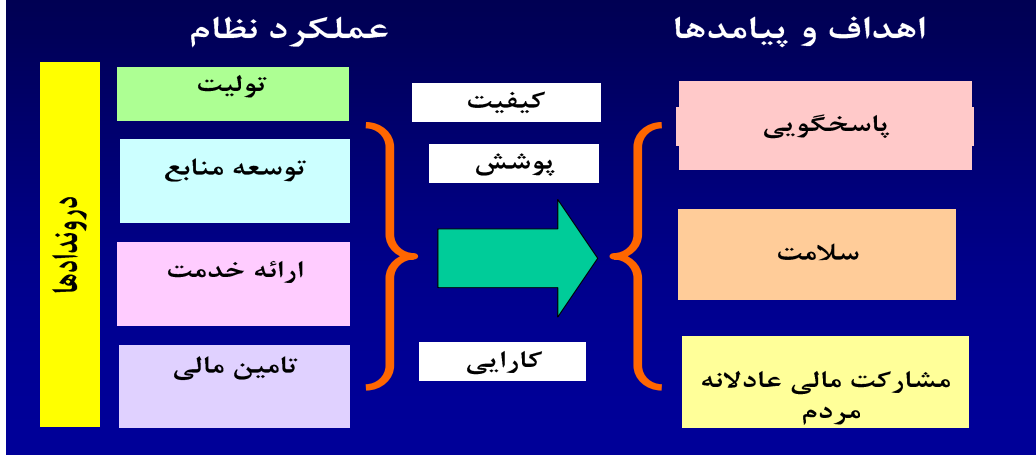 اهداف و پیامدها
عملکرد نظام
دروندادها
تولیت
توسعه منابع
ارائه خدمت
تامین مالی
کیفیت
پوشش
کارایی
پاسخگویی
سلامت
مشارکت مالی عادلانه
مردم